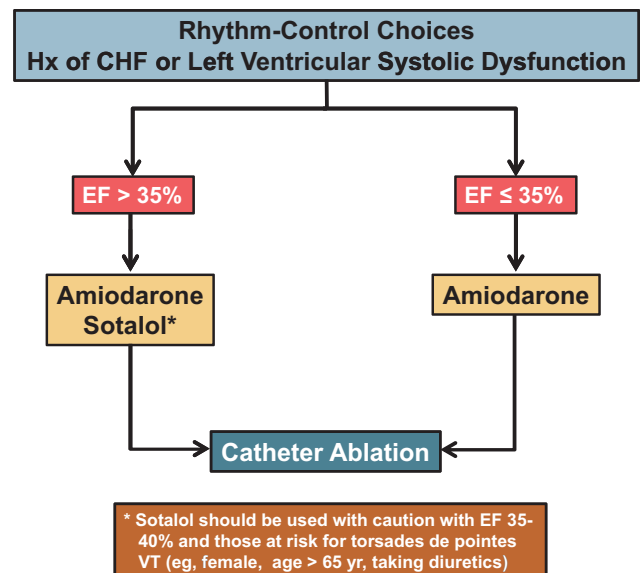 Rhythm-Control Choices
Hx of CHF or Left Ventricular Systolic Dysfunction
EF > 35%
EF ≤ 35%
Amiodarone
Sotalol*
Amiodarone
Catheter Ablation
* Sotalol should be used with caution with EF 35-
40% and those at risk for torsades de pointes
VT (eg, female, age > 65 yr, taking diuretics)